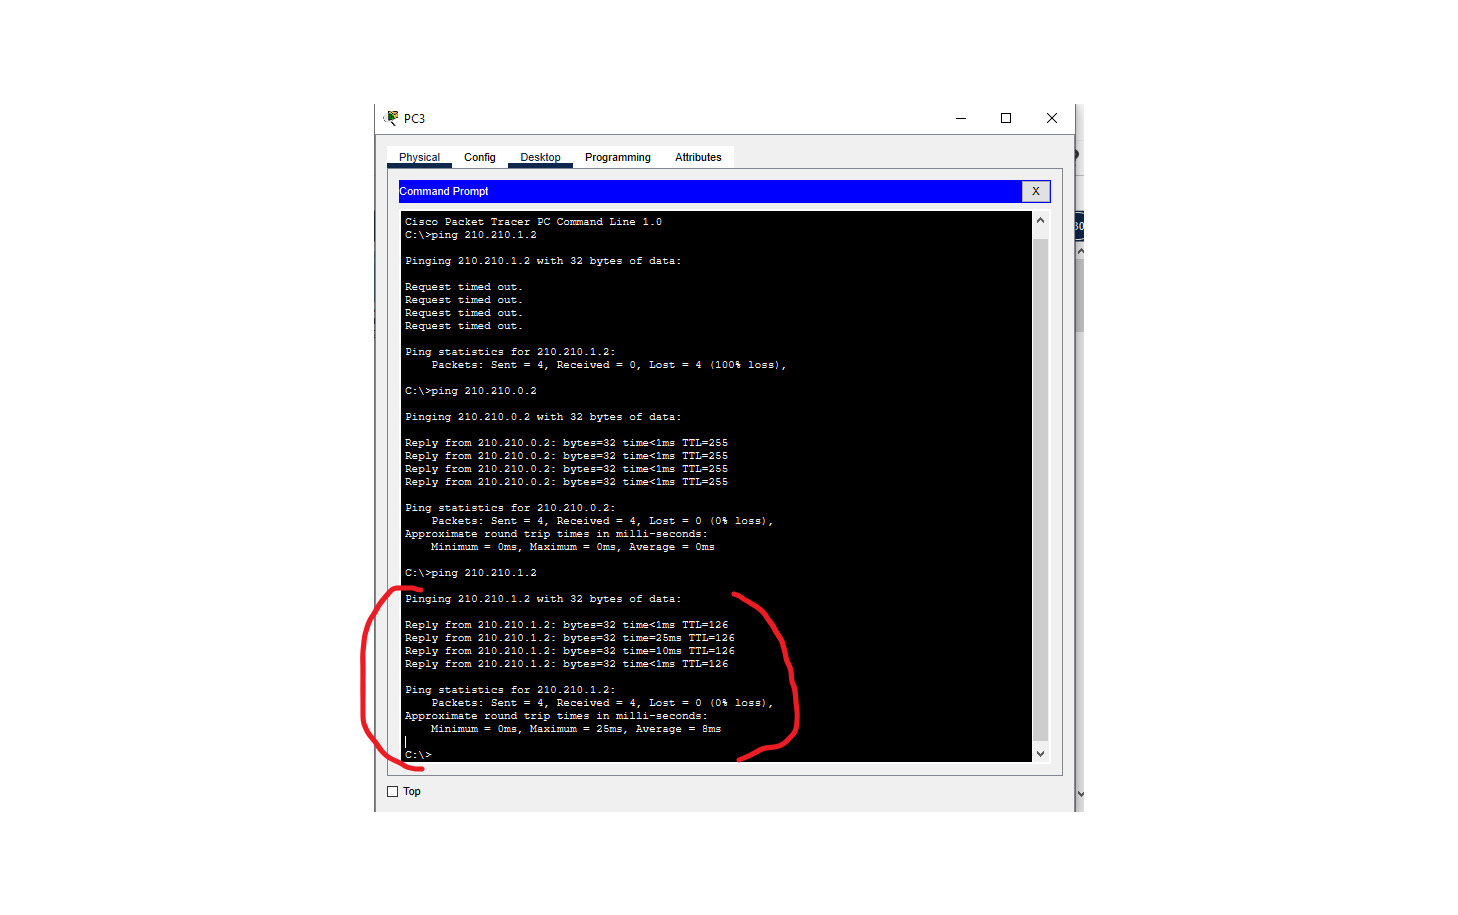 PC3
Physical Config Desktop Programming Attributes
Command Prompt X
Cisco Packet Tracer PC Command Line 1.0
C:\>ping 210.210.1.2
Pinging 210.210.1.2 with 32 bytes of data:
Request timed out.
Request timed out.
Request timed out.
Request timed out.
Ping statistics for 210.210.1.2:
Packets: Sent = 4, Received = 0, Lost = 4 (100% loss),
C:\>ping 210.210.0.2
Pinging 210.210.0.2 with 32 bytes of data:
Reply from 210.210.0.2: bytes=32 time<1ms TTL=255
Reply from 210.210.0.2: bytes=32 time<1ms TTL=255
Reply from 210.210.0.2: bytes=32 time<1ms TTL=255
Reply from 210.210.0.2: bytes=32 time<1ms TTL=255
Ping statistics for 210.210.0.2:
Packets: Sent = 4, Received = 4, Lost = 0 (0% loss),
Approximate round trip times in milli-seconds:
Minimum = 0ms, Maximum = 0ms, Average = 0ms
C:\>ping 210.210.1.2
Pinging 210.210.1.2 with 32 bytes of data:
Reply from 210.210.1.2: bytes=32 time<1ms TTL=126
Reply from 210.210.1.2: bytes=32 time=25ms TTL=126
Reply from 210.210.1.2: bytes=32 time=10ms TTL=126
Reply from 210.210.1.2: bytes=32 time<1ms TTL=126
Ping statistics for 210.210.1.2:
Packets: Sent = 4, Received = 4, Lost = 0 (0% loss),
Approximate round trip times in milli-seconds:
Minimum = 0ms, Maximum = 25ms, Average = 8ms
C:\>
Top